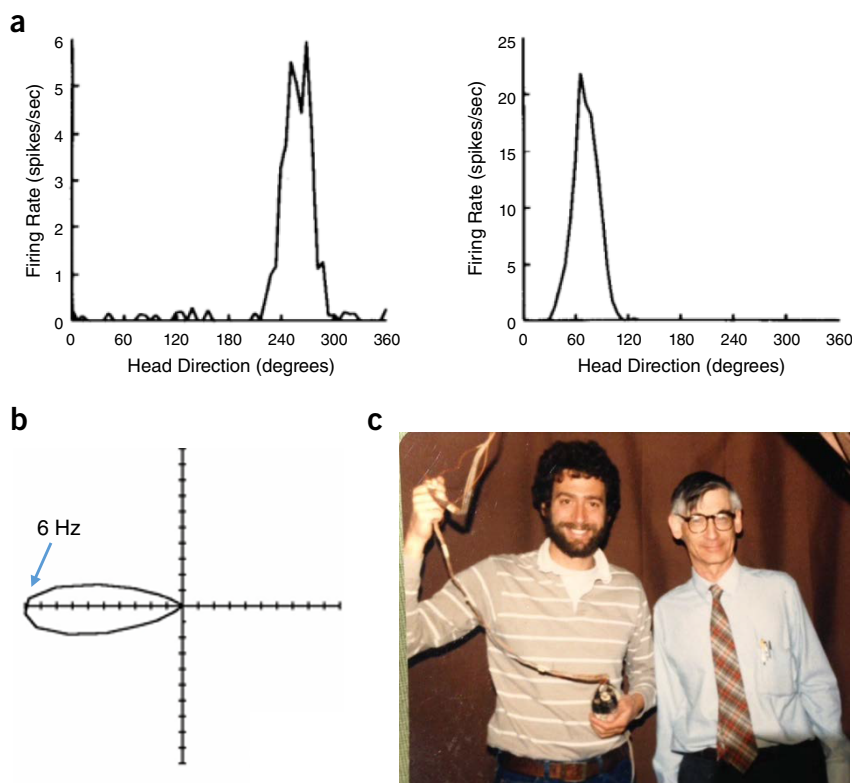 a
Firing Rate (spikes/sec)
6
5
4
3
2
1
0
0 60 120 180 240 300 360
Head Direction (degrees)
Firing Rate (spikes/sec)
25
20
15
10
5
0
0 60 120 180 240 300 360
Head Direction (degrees)
b
6 Hz
c